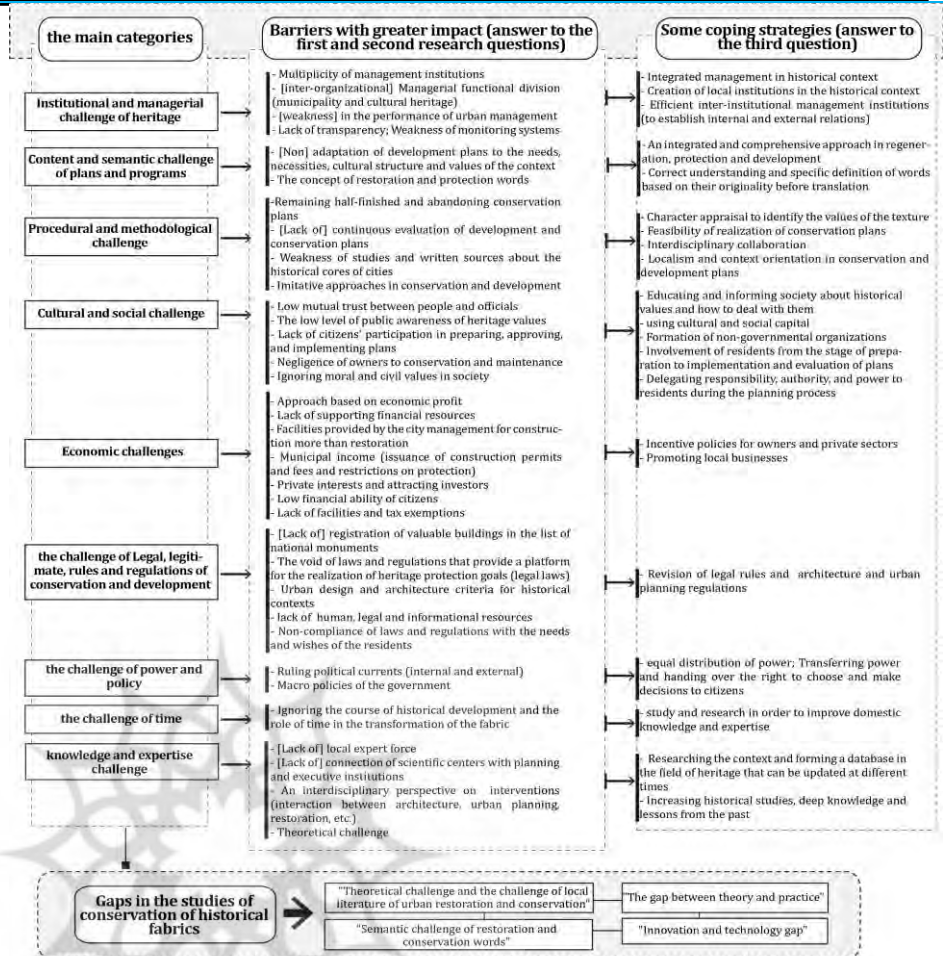 the main categories
Barriers with greater impact (answer to the
first and second research questions)
Some coping strategies (answer to
the third question)
Institutional and managerial
challenge of heritage
- Multiplicity of management institutions
- [inter-organizational] Managerial functional division
(municipality and cultural heritage)
- [weakness] in the performance of urban management
- Lack of transparency; Weakness of monitoring systems
- Integrated management in historical context
- Creation of local institutions in the historical context
- Efficient inter-institutional management institutions
(to establish internal and external relations)
Content and semantic challenge
of plans and programs
- [Non] adaptation of development plans to the needs,
necessities, cultural structure and values of the context
- The concept of restoration and protection words
- An integrated and comprehensive approach in regener-
ation, protection and development
- Correct understanding and specific definition of words
based on their originality before translation
Procedural and methodological
challenge
-Remaining half-finished and abandoning conservation
plans
- [Lack of] continuous evaluation of development and
conservation plans
- Weakness of studies and written sources about the
historical cores of cities
- Imitative approaches in conservation and development
- Character appraisal to identify the values of the texture
- Feasibility of realization of conservation plans
- Interdisciplinary collaboration
- Localism and context orientation in conservation and
development plans
Cultural and social challenge
- Low mutual trust between people and officials
- The low level of public awareness of heritage values
- Lack of citizens' participation in preparing, approving,
and implementing plans
- Negligence of owners to conservation and maintenance
- Ignoring moral and civil values in society
- Educating and informing society about historical
values and how to deal with them
- using cultural and social capital
- Formation of non-governmental organizations
- Involvement of residents from the stage of prepa-
ration to implementation and evaluation of plans
- Delegating responsibility, authority, and power to
residents during the planning process
Economic challenges
- Approach based on economic profit
- Lack of supporting financial resources
- Facilities provided by the city management for construc-
tion more than restoration
- Municipal income (issuance of construction permits
and fees and restrictions on protection)
- Private interests and attracting investors
- Low financial ability of citizens
- Lack of facilities and tax exemptions
- Incentive policies for owners and private sectors
- Promoting local businesses
the challenge of Legal, legiti-
mate, rules and regulations of
conservation and development
- [Lack of] registration of valuable buildings in the list of
national monuments
- The void of laws and regulations that provide a platform
for the realization of heritage protection goals (legal laws)
- Urban design and architecture criteria for historical
contexts
- lack of human, legal and informational resources
- Non-compliance of laws and regulations with the needs
and wishes of the residents
- Revision of legal rules and architecture and urban
planning regulations
the challenge of power and
policy
- Ruling political currents (internal and external)
- Macro policies of the government
- equal distribution of power; Transferring power
and handing over the right to choose and make
decisions to citizens
the challenge of time
- Ignoring the course of historical development and the
role of time in the transformation of the fabric
- study and research in order to improve domestic
knowledge and expertise
knowledge and expertise
challenge
- [Lack of] local expert force
- [Lack of] connection of scientific centers with planning
and executive institutions
- An interdisciplinary perspective on interventions
(interaction between architecture, urban planning,
restoration, etc.)
- Theoretical challenge
- Researching the context and forming a database in
the field of heritage that can be updated at different
times
- Increasing historical studies, deep knowledge and
lessons from the past
Gaps in the studies of
conservation of historical
fabrics
"Theoretical challenge and the challenge of local
literature of urban restoration and conservation"
"The gap between theory and practice"
"Semantic challenge of restoration and
conservation words"
"Innovation and technology gap"